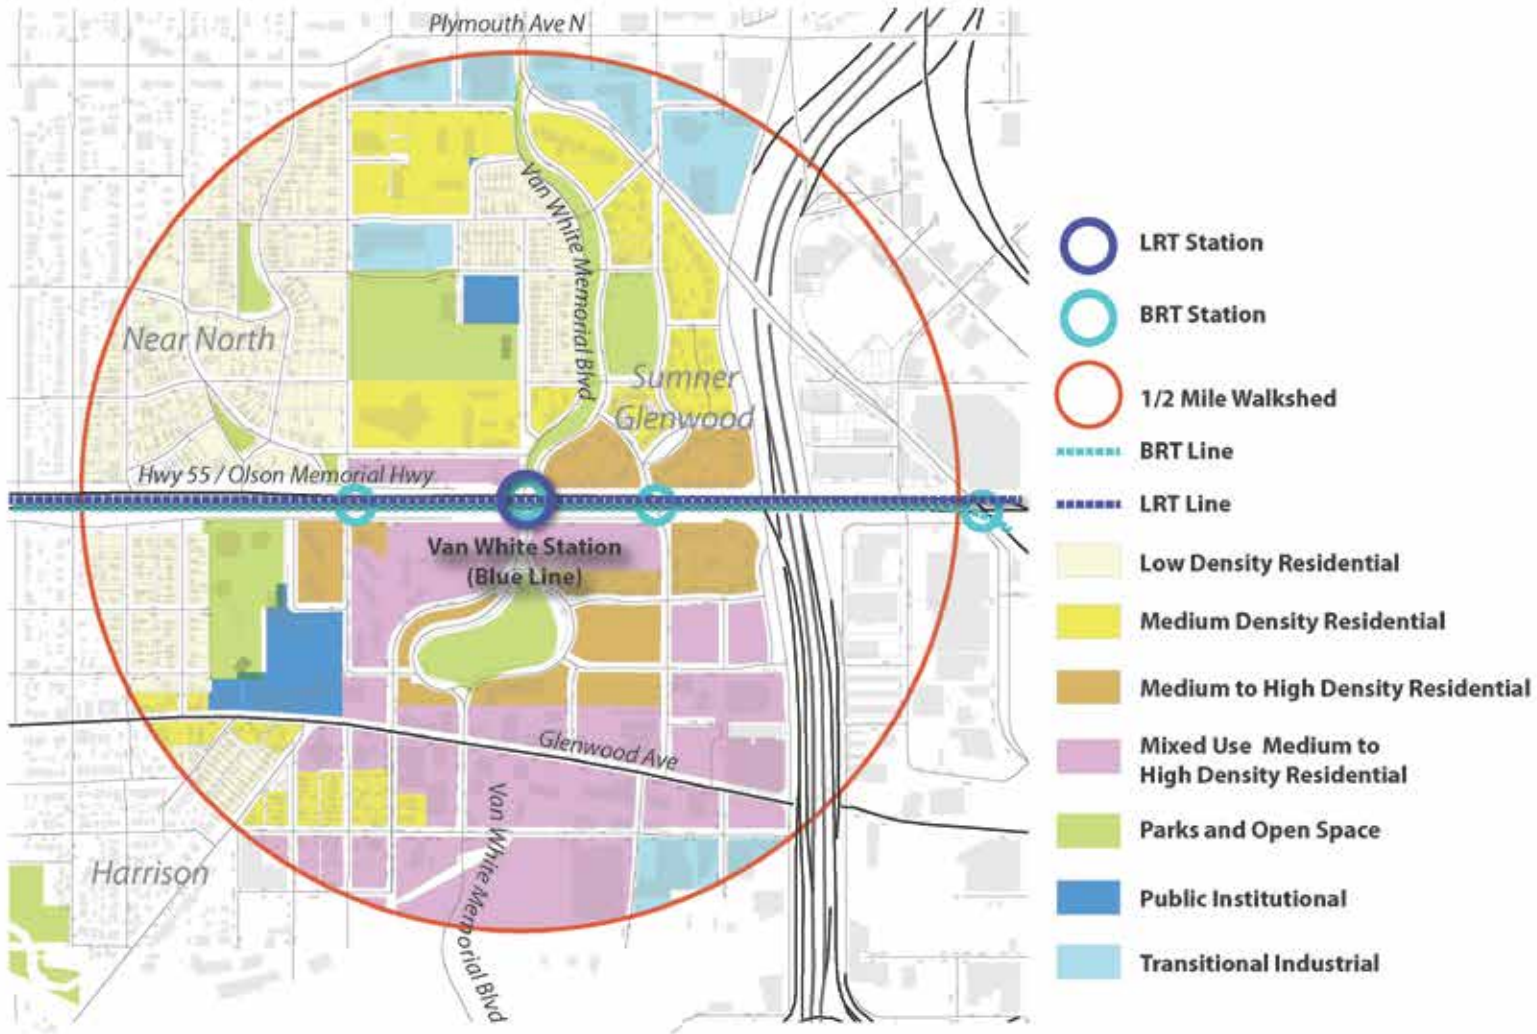 Plymouth Ave N
Van White Memorial Blvd
Near North
Sumner
Glenwood
Hwy 55 / Olson Memorial Hwy
Van White Station
(Blue Line)
Glenwood Ave
Van White Memorial Blvd
Harrison
LRT Station
BRT Station
1/2 Mile Walkshed
BRT Line
LRT Line
Low Density Residential
Medium Density Residential
Medium to High Density Residential
Mixed Use Medium to
High Density Residential
Parks and Open Space
Public Institutional
Transitional Industrial